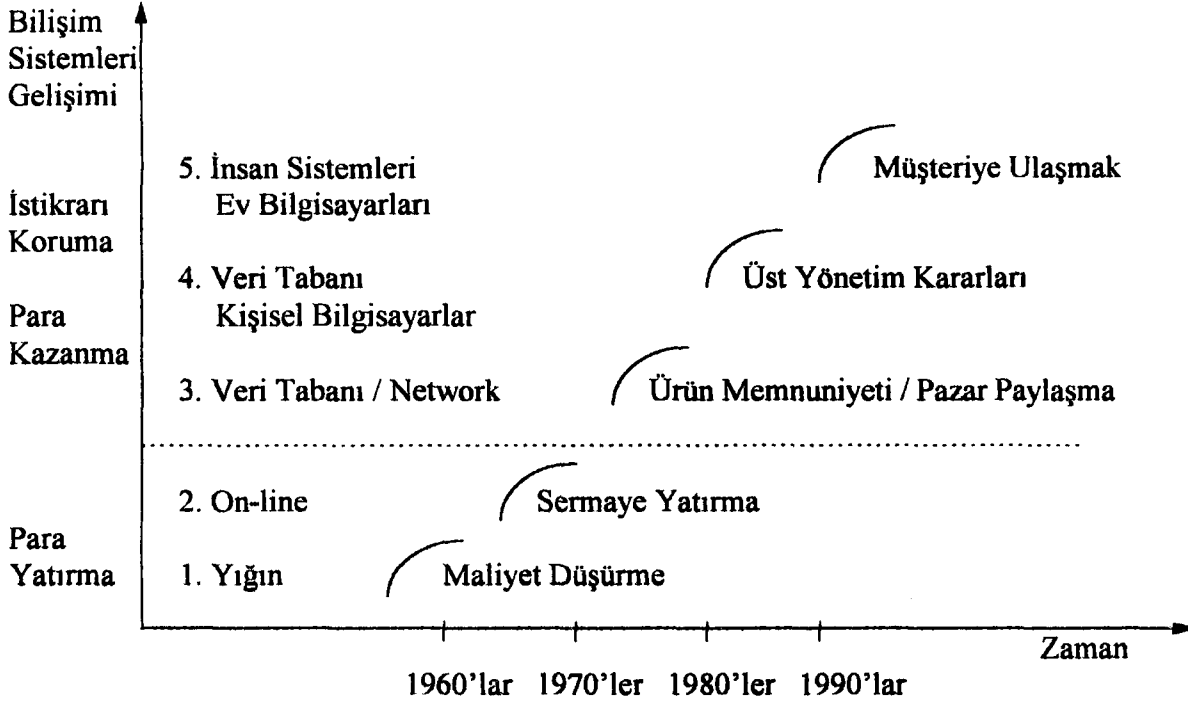 Bilişim
Sistemleri
Gelişimi
5. İnsan Sistemleri
Ev Bilgisayarları
Müşteriye Ulaşmak
İstikrarı
Koruma
4. Veri Tabanı
Kişisel Bilgisayarlar
Üst Yönetim Kararları
Para
Kazanma
3. Veri Tabanı / Network
Ürün Memnuniyeti / Pazar Paylaşma
2. On-line
Sermaye Yatırma
Para
Yatırma
1. Yığın
Maliyet Düşürme
Zaman
1960'lar 1970'ler 1980'ler 1990'lar